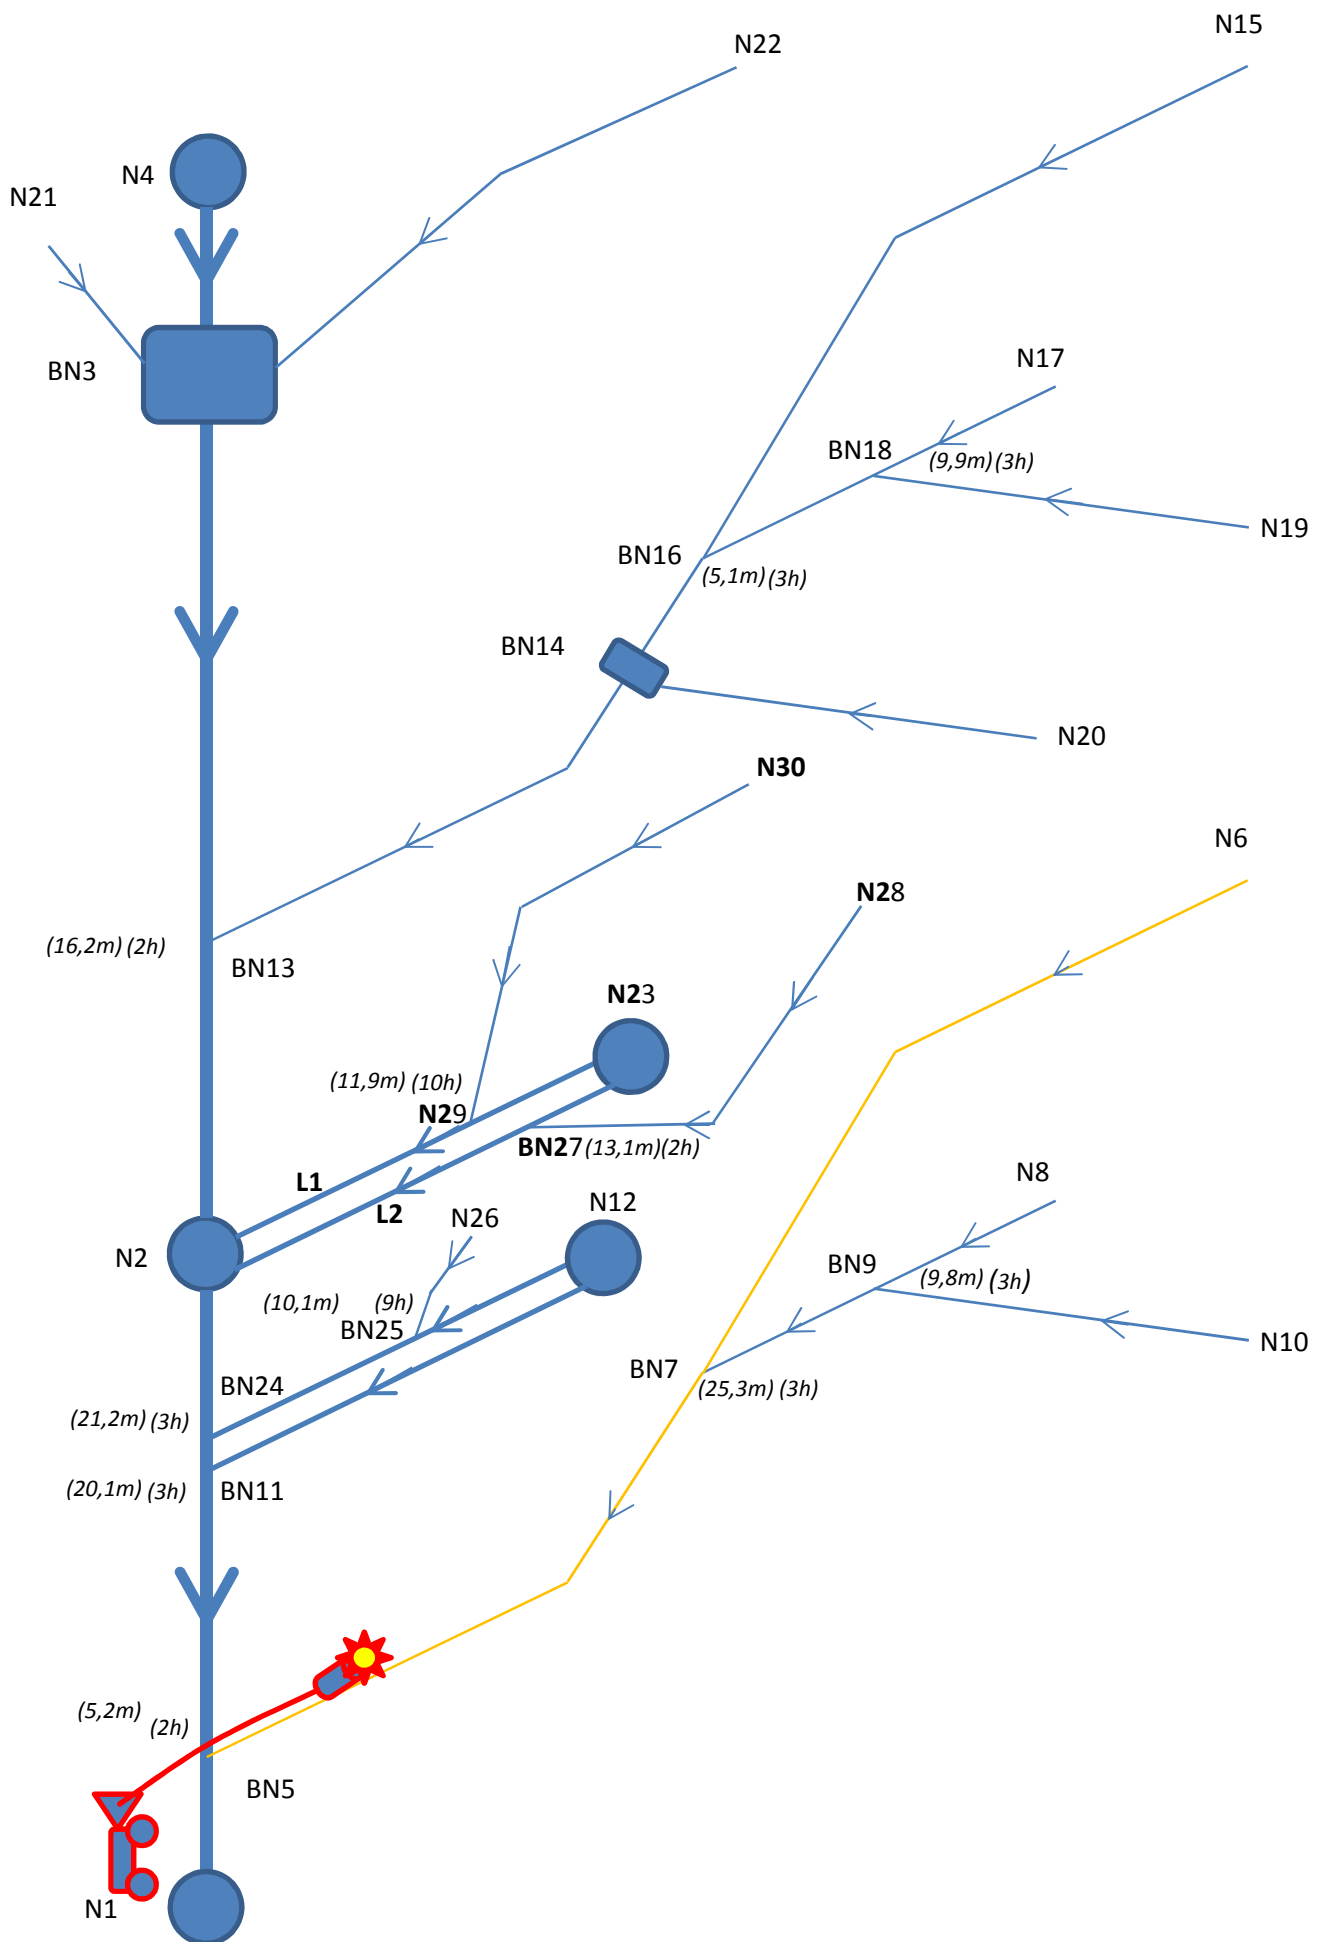 N15
N22
N4
N21
N17
BN3
BN18
(9,9m) (3h)
N19
BN16
(5,1m) (3h)
BN14
N20
N30
N6
N28
(16,2m) (2h)
BN13
N23
(11,9m) (10h)
N29
BN27 (13,1m)(2h)
N8
L1
L2
N12
N26
N2
BN9
(9,8m) (3h)
(10,1m) (9h)
BN25
N10
BN7
BN24
(25,3m) (3h)
(21,2m) (3h)
(20,1m) (3h)
BN11
(5,2m)
(2h)
BN5
N1